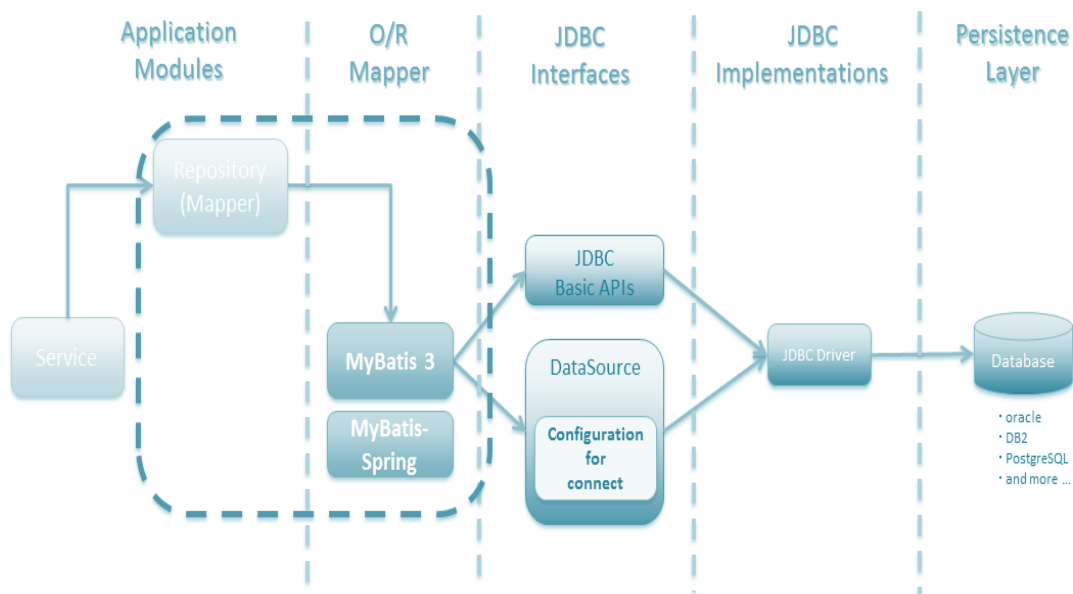 Application
Modules
O/R
Mapper
JDBC
Interfaces
JDBC
Implementations
Persistence
Layer
Repository
(Mapper)
Service
MyBatis 3
MyBatis-
Spring
JDBC
Basic APIs
DataSource
Configuration
for
connect
JDBC Driver
Database
• oracle
• DB2
• PostgreSQL
• and more ...